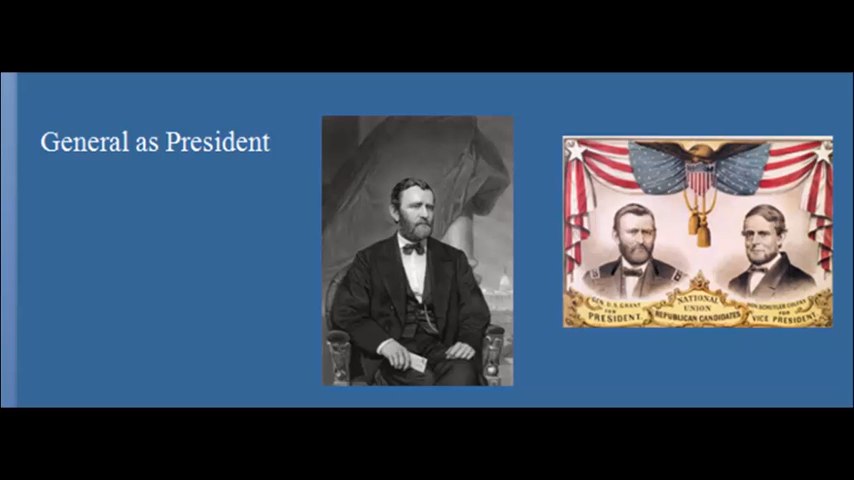 General as President
GEN. U.S. GRANT
FOR
PRESIDENT.
NATIONAL
UNION
REPUBLICAN CANDIDATES
HON. SCHUYLER COLFAX
FOR
VICE PRESIDENT